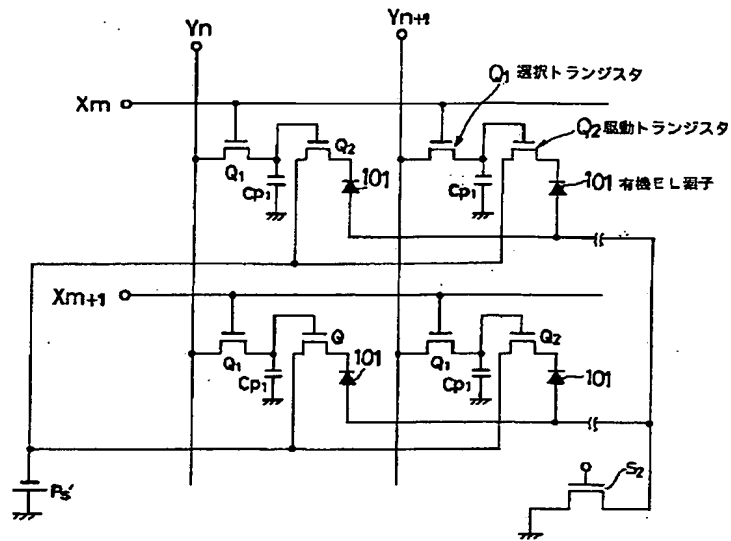 Yn
Yn+1
Q1 選択トランジスタ
Xm
Q2 駆動トランジスタ
Q2
Q1
Cp1
101
Cp1
101 有機EL素子
Xm+1
Q1
Cp1
Q
101
Q1
Cp1
Q2
101
Ps'
S2